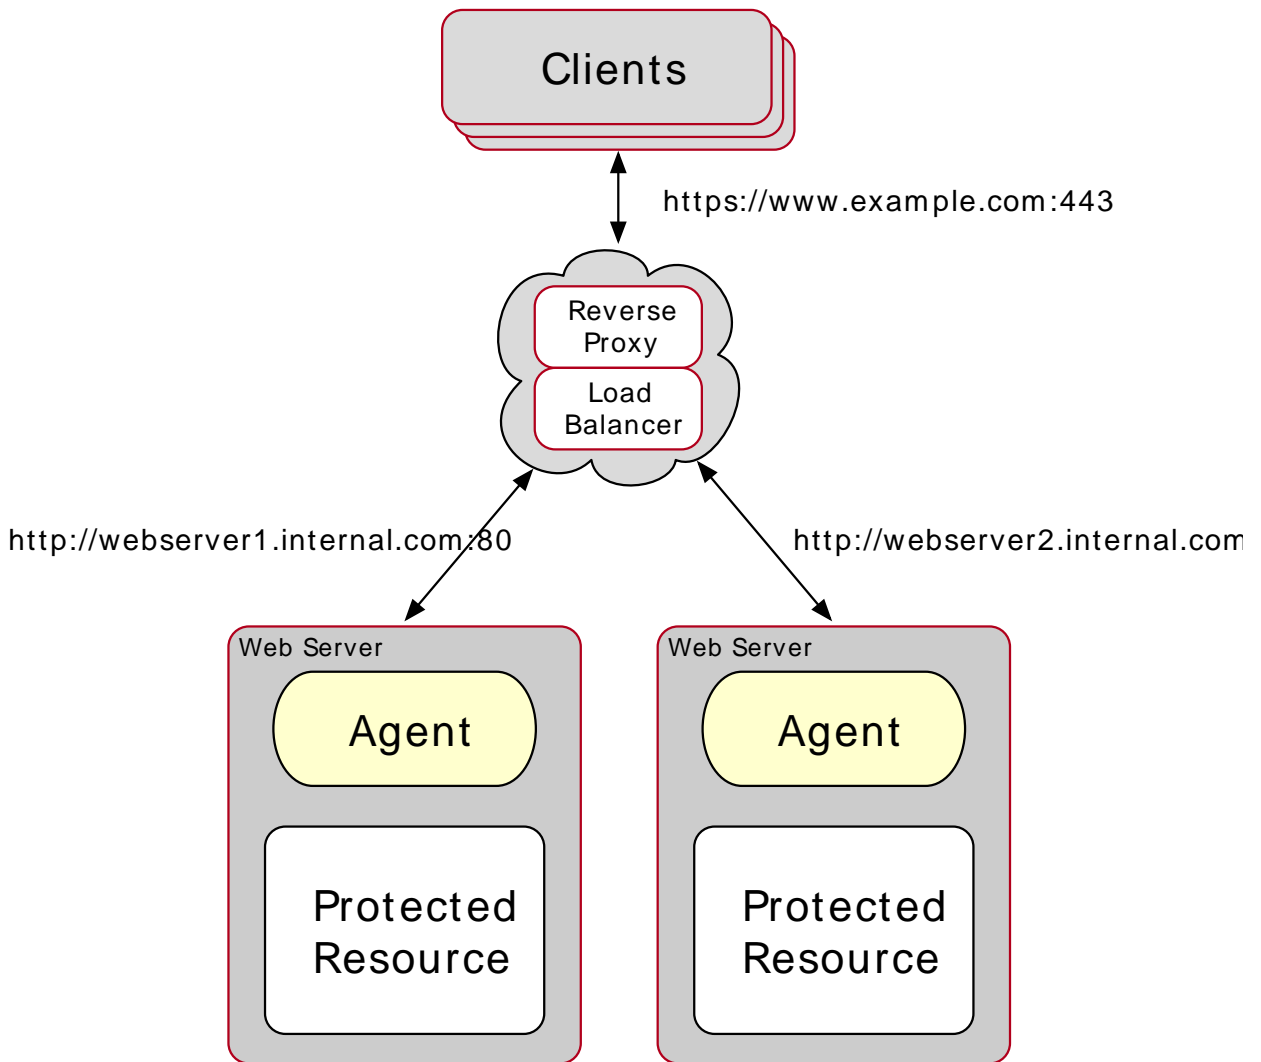 Clients
https://www.example.com:443
Reverse
Proxy
Load
Balancer
http://webserver1.internal.com:80
http://webserver2.internal.com
Web Server
Web Server
Agent
Agent
Protected
Resource
Protected
Resource